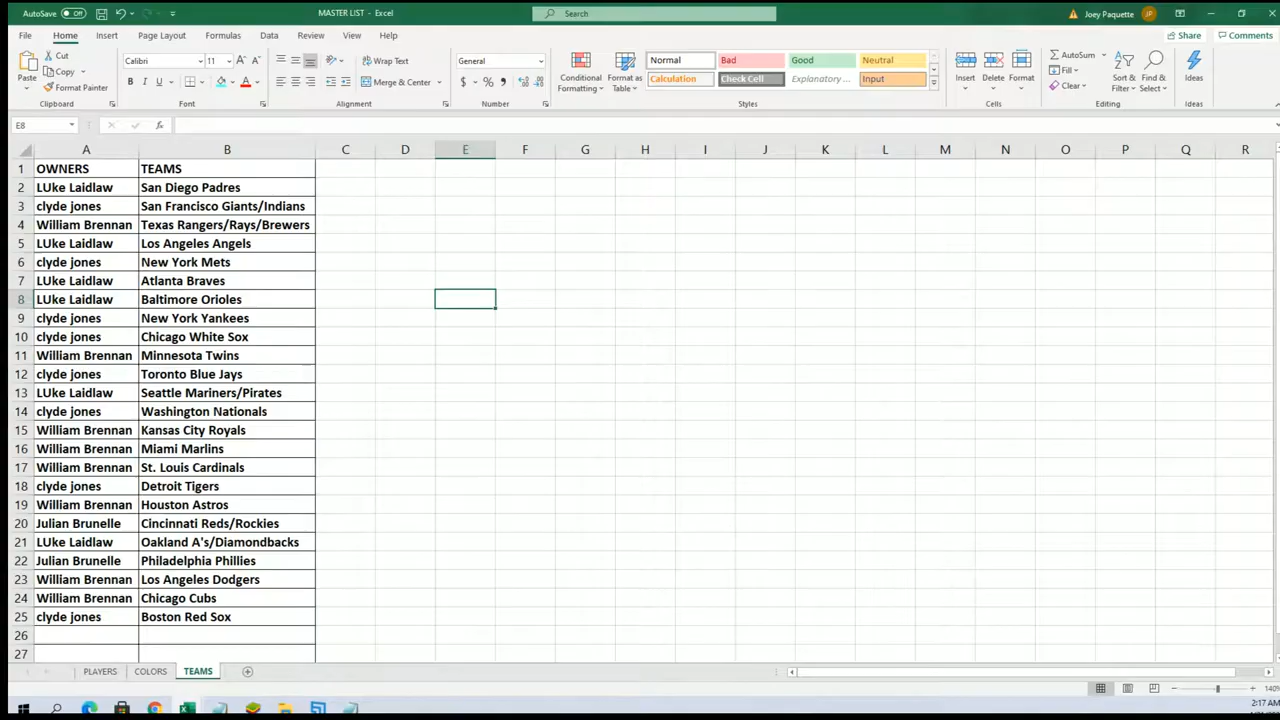 AutoSave Off MASTER LIST - Excel Search Joey Paquette JP
File Home Insert Page Layout Formulas Data Review View Help Share Comments
Paste Cut Copy Format Painter Clipboard
Calibri 11 B I U Font
Wrap Text Merge & Center Alignment
General $ % Number
Conditional Formatting Format as Table
Normal Bad Good Neutral
Calculation Check Cell Explanatory ... Input
Styles
Insert Delete Format Cells
AutoSum Fill Clear Sort & Filter Find & Select Editing
Ideas Ideas
E8 fx
A B C D E F G H I J K L M N O P Q R
1 OWNERS TEAMS
2 LUke Laidlaw San Diego Padres
3 clyde jones San Francisco Giants/Indians
4 William Brennan Texas Rangers/Rays/Brewers
5 LUke Laidlaw Los Angeles Angels
6 clyde jones New York Mets
7 LUke Laidlaw Atlanta Braves
8 LUke Laidlaw Baltimore Orioles
9 clyde jones New York Yankees
10 clyde jones Chicago White Sox
11 William Brennan Minnesota Twins
12 clyde jones Toronto Blue Jays
13 LUke Laidlaw Seattle Mariners/Pirates
14 clyde jones Washington Nationals
15 William Brennan Kansas City Royals
16 William Brennan Miami Marlins
17 William Brennan St. Louis Cardinals
18 clyde jones Detroit Tigers
19 William Brennan Houston Astros
20 Julian Brunelle Cincinnati Reds/Rockies
21 LUke Laidlaw Oakland A's/Diamondbacks
22 Julian Brunelle Philadelphia Phillies
23 William Brennan Los Angeles Dodgers
24 William Brennan Chicago Cubs
25 clyde jones Boston Red Sox
26
27
PLAYERS COLORS TEAMS
140%
2:17 AM